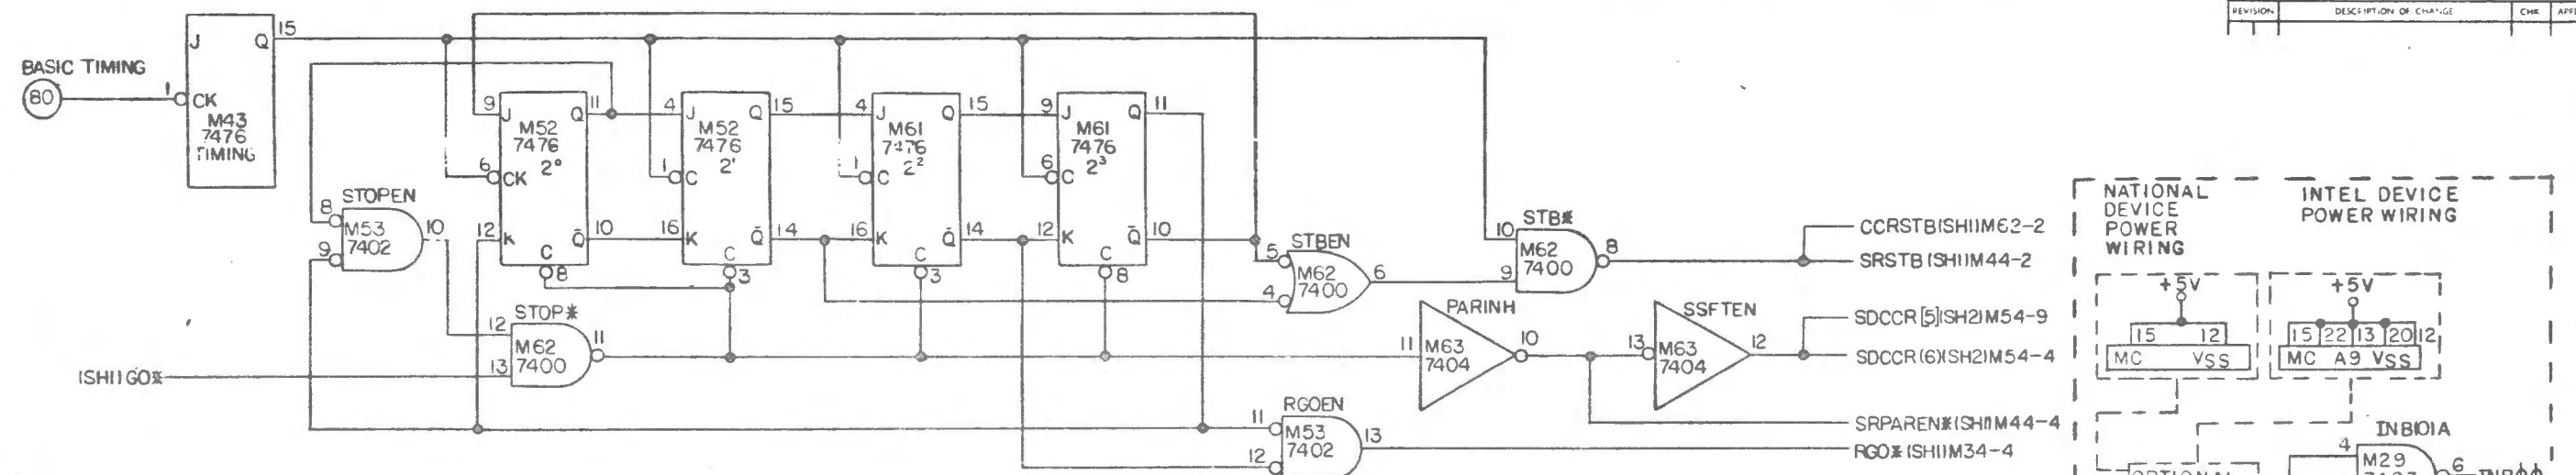 REVISION DESCRIPTION OF CHANGE CHK
BASIC TIMING
80
1
J Q 15
CK
M43
7476
TIMING
9 J Q 11
M52
7476
2⁰
6 CK
12 K Q̄ 10
C
8
4 J Q 15
M52
7476
2¹
1 C
16 K Q̄ 14
C
3
4 J Q 15
M61
7476
2²
1 C
16 K Q̄ 14
C
3
9 J Q 11
M61
7476
2³
6 C
12 K Q̄ 10
C
8
STOPEN
8
M53 10
7402
9
STOP*
12
M62 11
7400
13
(SH1)GO*
STBEN
5
M62 6
7400
4
STB*
10
M62 8
7400
9
CCRSTB(SH1)M62-2
SRSTB(SH1)M44-2
PARINH
11 M63 10
7404
SSFTEN
13 M63 12
7404
SDCCR[5](SH2)M54-9
SDCCR(6)(SH2)M54-4
SRPAREN*(SH1)M44-4
RGOEN
11
M53 13
7402
12
RGO*(SH1)M34-4
NATIONAL
DEVICE
POWER
WIRING
+5V
15 12
MC VSS
INTEL DEVICE
POWER WIRING
+5V
15 22 13 20 12
MC A9 VSS
INBIOIA
4
M29
6